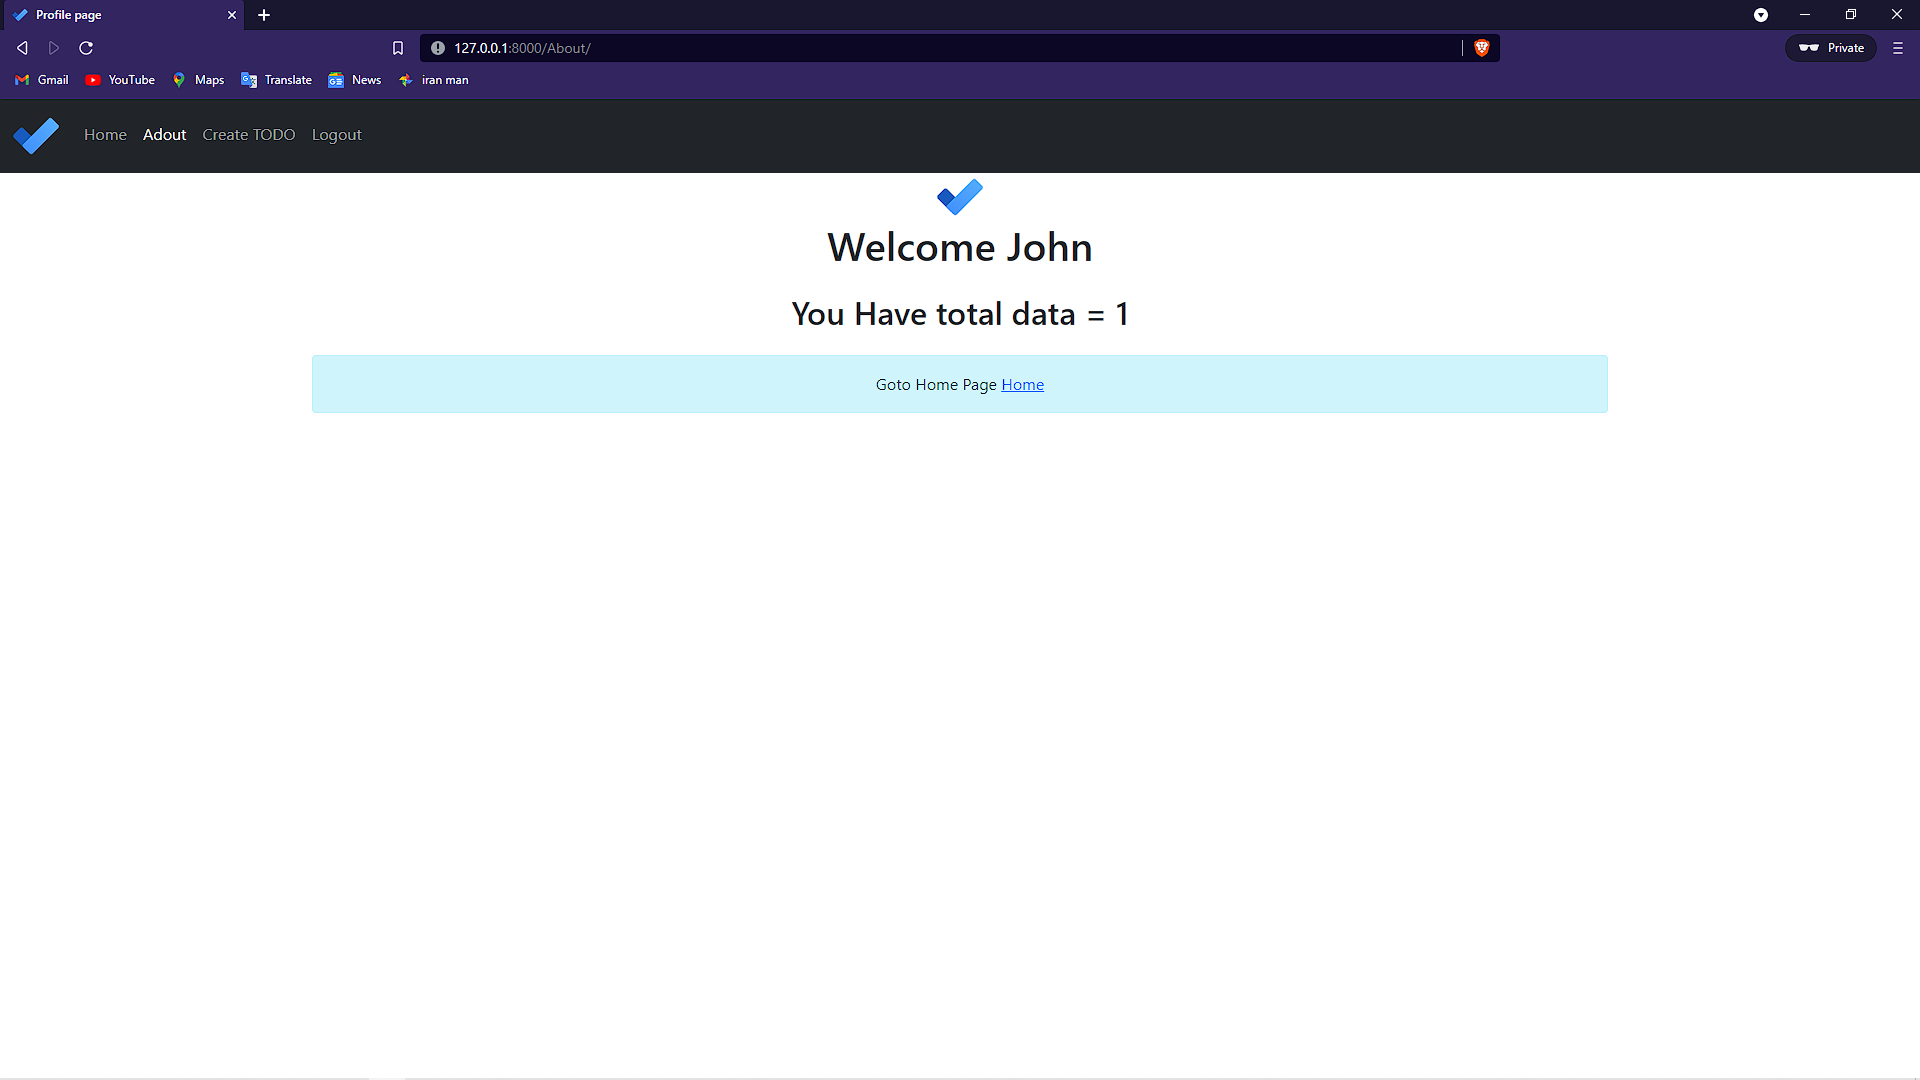 Profile page
127.0.0.1:8000/About/
Private
Gmail YouTube Maps Translate News iran man
Home Adout Create TODO Logout
Welcome John
You Have total data = 1
Goto Home Page Home